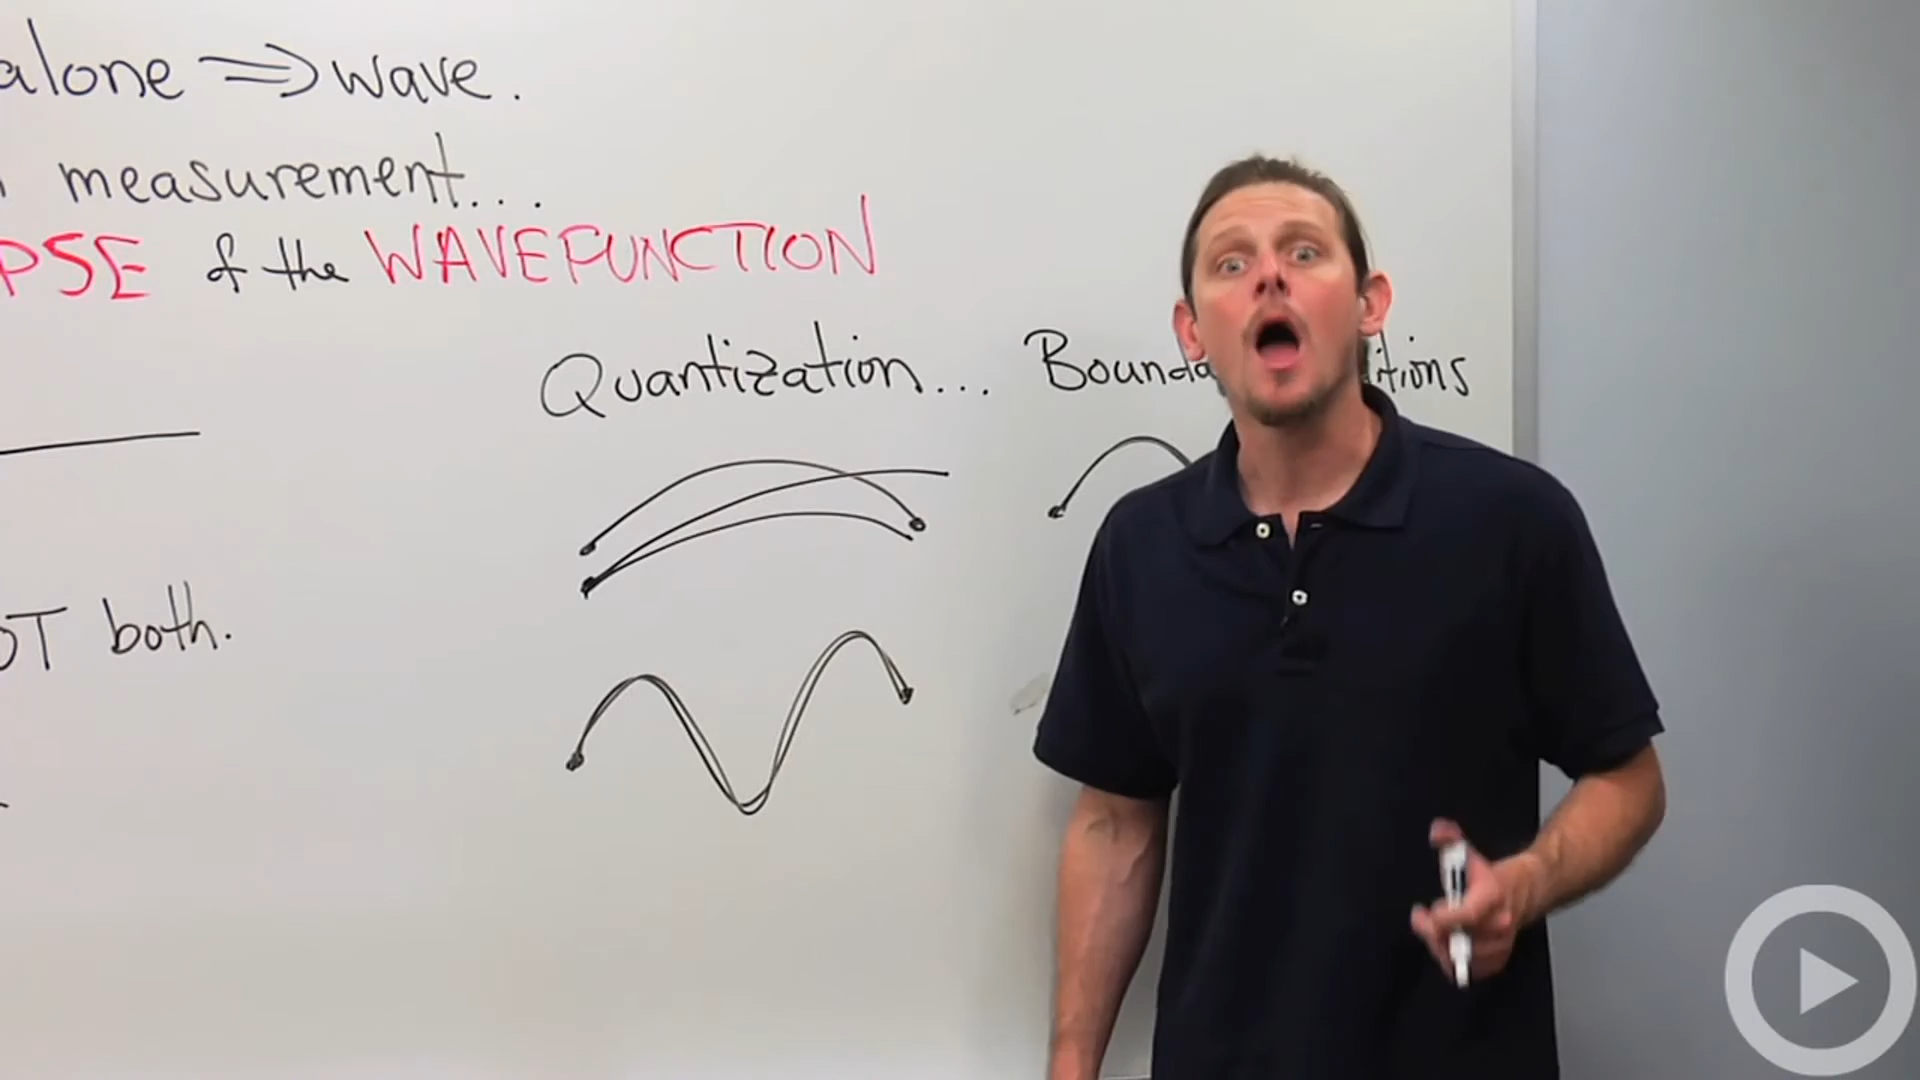 alone ⇒ wave.
measurement...
PSE of the WAVEFUNCTION
Quantization...
OT both.